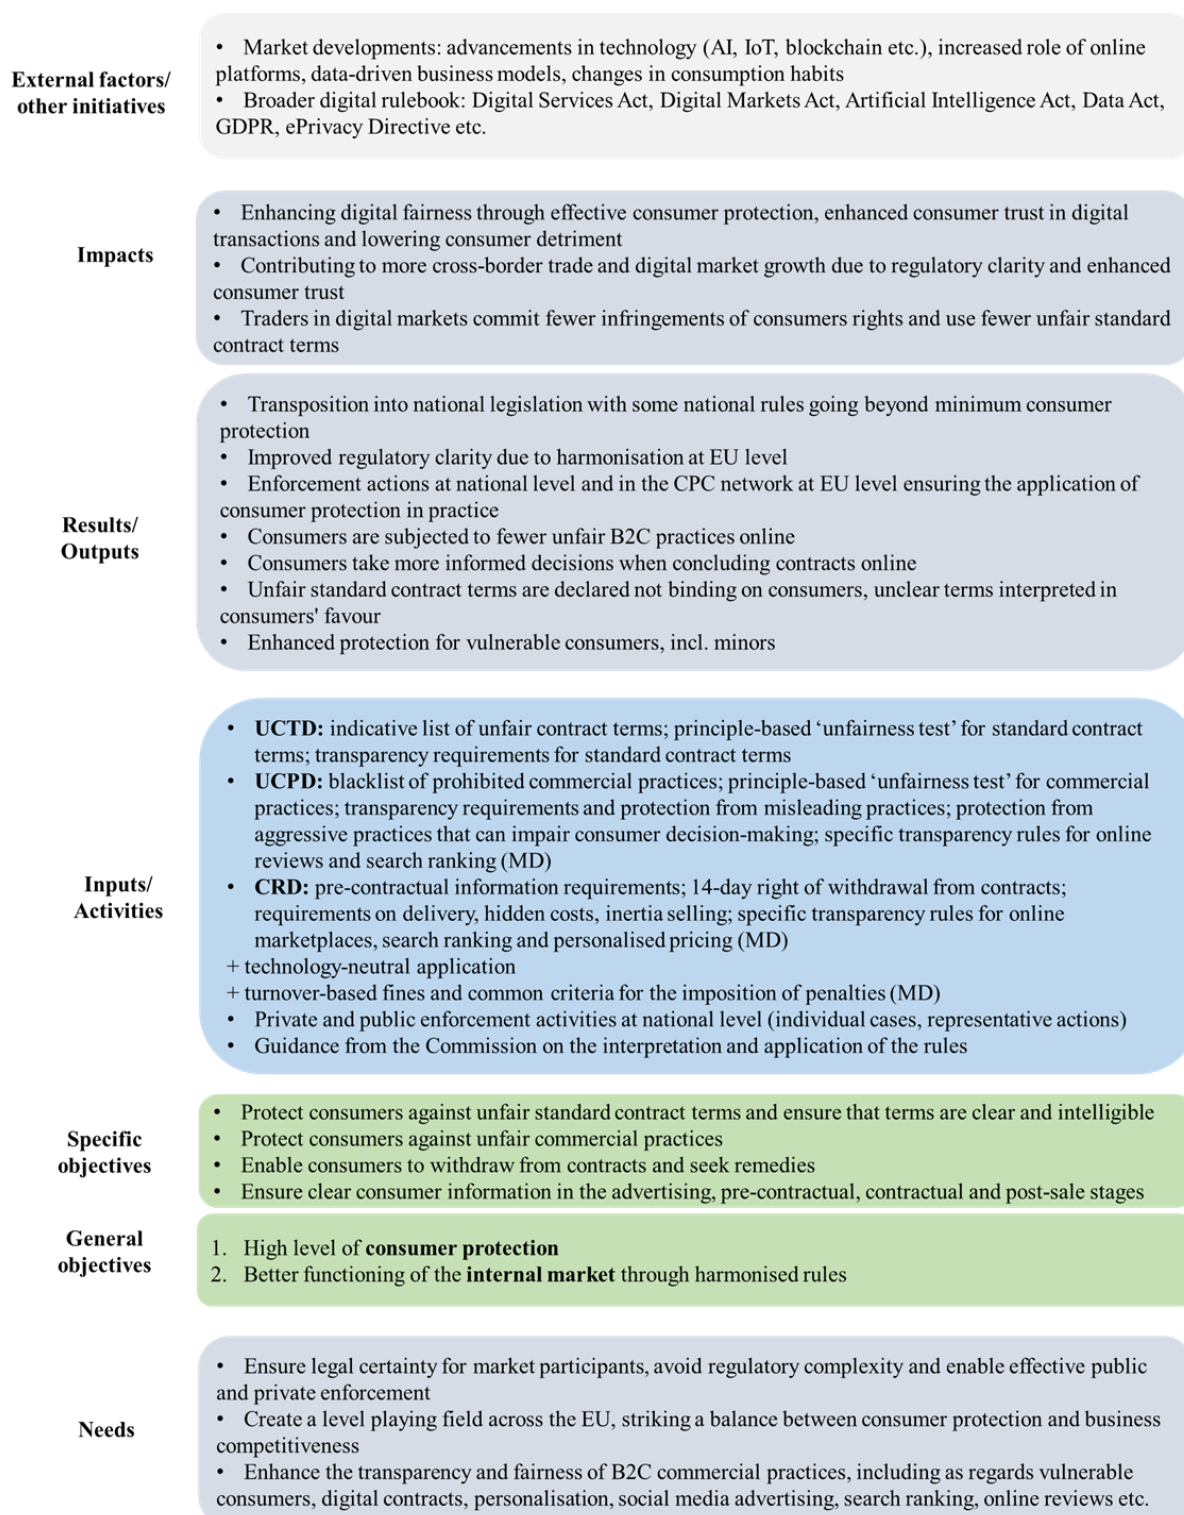 External factors/
other initiatives
• Market developments: advancements in technology (AI, IoT, blockchain etc.), increased role of online
platforms, data-driven business models, changes in consumption habits
• Broader digital rulebook: Digital Services Act, Digital Markets Act, Artificial Intelligence Act, Data Act,
GDPR, ePrivacy Directive etc.
Impacts
• Enhancing digital fairness through effective consumer protection, enhanced consumer trust in digital
transactions and lowering consumer detriment
• Contributing to more cross-border trade and digital market growth due to regulatory clarity and enhanced
consumer trust
• Traders in digital markets commit fewer infringements of consumers rights and use fewer unfair standard
contract terms
Results/
Outputs
• Transposition into national legislation with some national rules going beyond minimum consumer
protection
• Improved regulatory clarity due to harmonisation at EU level
• Enforcement actions at national level and in the CPC network at EU level ensuring the application of
consumer protection in practice
• Consumers are subjected to fewer unfair B2C practices online
• Consumers take more informed decisions when concluding contracts online
• Unfair standard contract terms are declared not binding on consumers, unclear terms interpreted in
consumers' favour
• Enhanced protection for vulnerable consumers, incl. minors
Inputs/
Activities
• UCTD: indicative list of unfair contract terms; principle-based ‘unfairness test’ for standard contract
terms; transparency requirements for standard contract terms
• UCPD: blacklist of prohibited commercial practices; principle-based ‘unfairness test’ for commercial
practices; transparency requirements and protection from misleading practices; protection from
aggressive practices that can impair consumer decision-making; specific transparency rules for online
reviews and search ranking (MD)
• CRD: pre-contractual information requirements; 14-day right of withdrawal from contracts;
requirements on delivery, hidden costs, inertia selling; specific transparency rules for online
marketplaces, search ranking and personalised pricing (MD)
+ technology-neutral application
+ turnover-based fines and common criteria for the imposition of penalties (MD)
• Private and public enforcement activities at national level (individual cases, representative actions)
• Guidance from the Commission on the interpretation and application of the rules
Specific
objectives
• Protect consumers against unfair standard contract terms and ensure that terms are clear and intelligible
• Protect consumers against unfair commercial practices
• Enable consumers to withdraw from contracts and seek remedies
• Ensure clear consumer information in the advertising, pre-contractual, contractual and post-sale stages
General
objectives
1. High level of consumer protection
2. Better functioning of the internal market through harmonised rules
Needs
• Ensure legal certainty for market participants, avoid regulatory complexity and enable effective public
and private enforcement
• Create a level playing field across the EU, striking a balance between consumer protection and business
competitiveness
• Enhance the transparency and fairness of B2C commercial practices, including as regards vulnerable
consumers, digital contracts, personalisation, social media advertising, search ranking, online reviews etc.